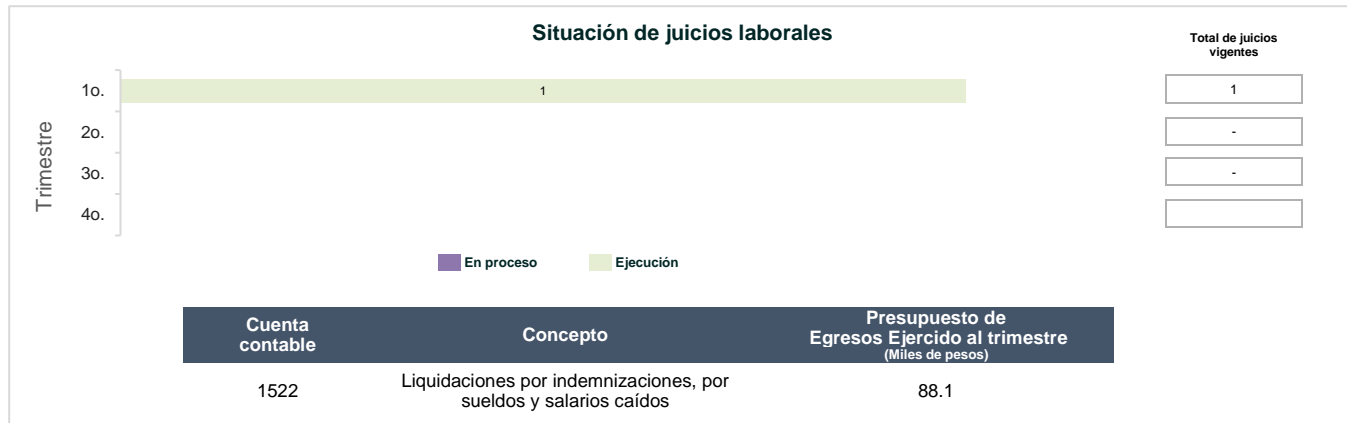 Situación de juicios laborales
Total de juicios
vigentes
Trimestre
1o.
1
1
2o.
-
3o.
-
4o.
En proceso
Ejecución
Cuenta
contable
Concepto
Presupuesto de
Egresos Ejercido al trimestre
(Miles de pesos)
1522
Liquidaciones por indemnizaciones, por
sueldos y salarios caídos
88.1